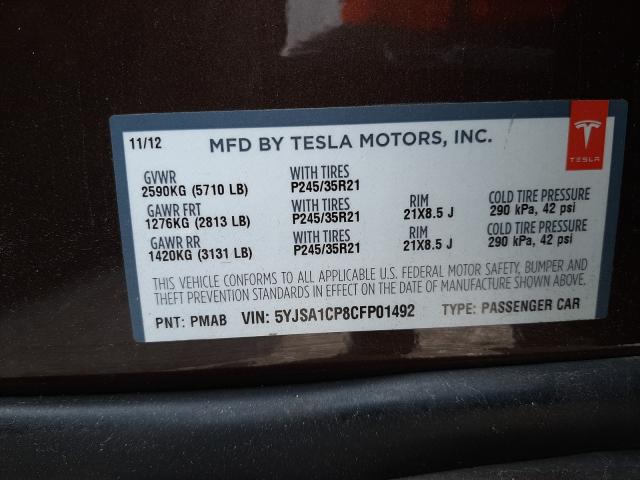 11/12 MFD BY TESLA MOTORS, INC.
TESLA
GVWR WITH TIRES
2590KG (5710 LB) P245/35R21
GAWR FRT WITH TIRES RIM COLD TIRE PRESSURE
1276KG (2813 LB) P245/35R21 21X8.5 J 290 kPa, 42 psi
GAWR RR WITH TIRES RIM COLD TIRE PRESSURE
1420KG (3131 LB) P245/35R21 21X8.5 J 290 kPa, 42 psi
THIS VEHICLE CONFORMS TO ALL APPLICABLE U.S. FEDERAL MOTOR SAFETY, BUMPER AND
THEFT PREVENTION STANDARDS IN EFFECT ON THE DATE OF MANUFACTURE SHOWN ABOVE.
PNT: PMAB VIN: 5YJSA1CP8CFP01492 TYPE: PASSENGER CAR